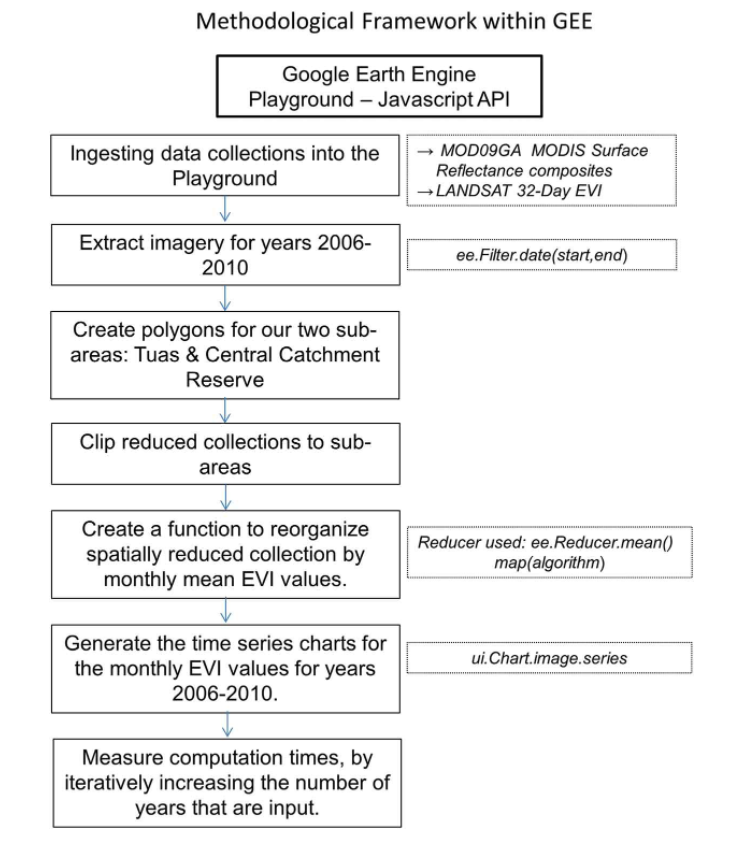 Methodological Framework within GEE
Google Earth Engine
Playground – Javascript API
Ingesting data collections into the
Playground
→ MOD09GA MODIS Surface
Reflectance composites
→LANDSAT 32-Day EVI
Extract imagery for years 2006-
2010
ee.Filter.date(start,end)
Create polygons for our two sub-
areas: Tuas & Central Catchment
Reserve
Clip reduced collections to sub-
areas
Create a function to reorganize
spatially reduced collection by
monthly mean EVI values.
Reducer used: ee.Reducer.mean()
map(algorithm)
Generate the time series charts for
the monthly EVI values for years
2006-2010.
ui.Chart.image.series
Measure computation times, by
iteratively increasing the number of
years that are input.